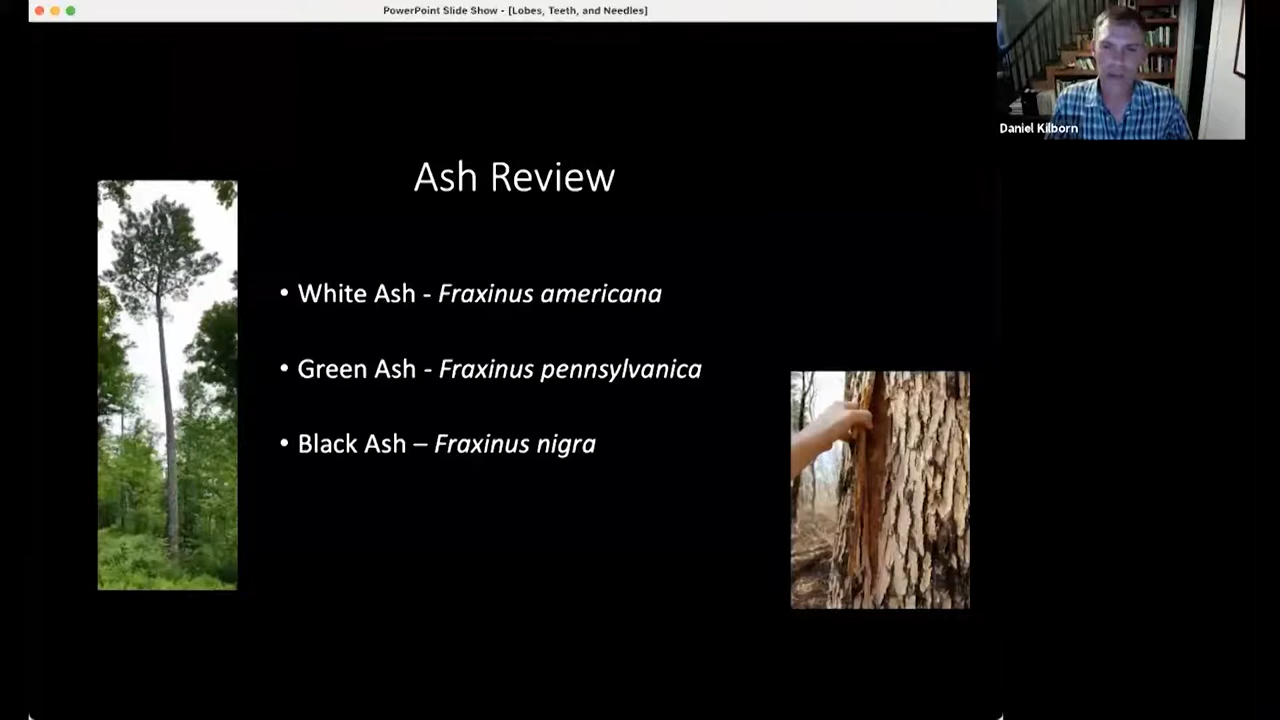 PowerPoint Slide Show - [Lobes, Teeth, and Needles]
Daniel Kilborn
Ash Review
• White Ash - Fraxinus americana
• Green Ash - Fraxinus pennsylvanica
• Black Ash – Fraxinus nigra